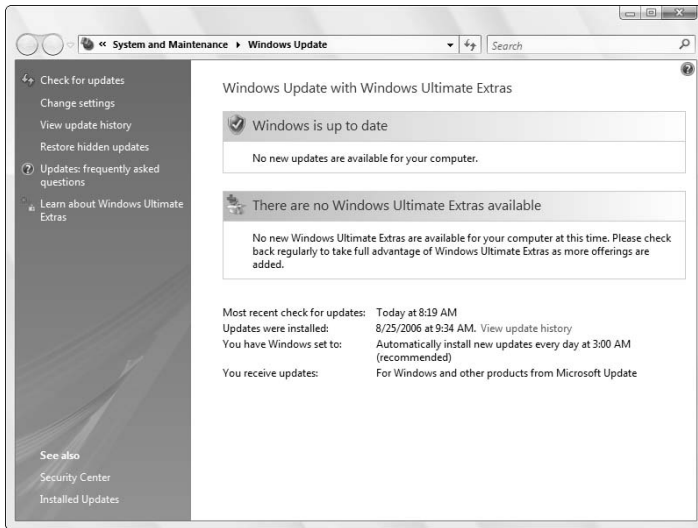 « System and Maintenance ▸ Windows Update
Search
Check for updates
Change settings
View update history
Restore hidden updates
Updates: frequently asked
questions
Learn about Windows Ultimate
Extras
See also
Security Center
Installed Updates
Windows Update with Windows Ultimate Extras
Windows is up to date
No new updates are available for your computer.
There are no Windows Ultimate Extras available
No new Windows Ultimate Extras are available for your computer at this time. Please check
back regularly to take full advantage of Windows Ultimate Extras as more offerings are
added.
Most recent check for updates: Today at 8:19 AM
Updates were installed: 8/25/2006 at 9:34 AM. View update history
You have Windows set to: Automatically install new updates every day at 3:00 AM
(recommended)
You receive updates: For Windows and other products from Microsoft Update